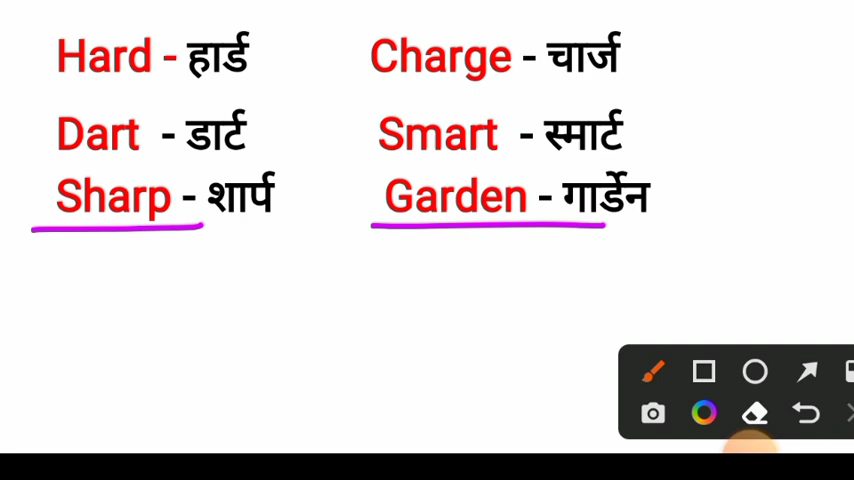 Hard - हार्ड Charge - चार्ज
Dart - डार्ट Smart - स्मार्ट
Sharp - शार्प Garden - गार्डेन